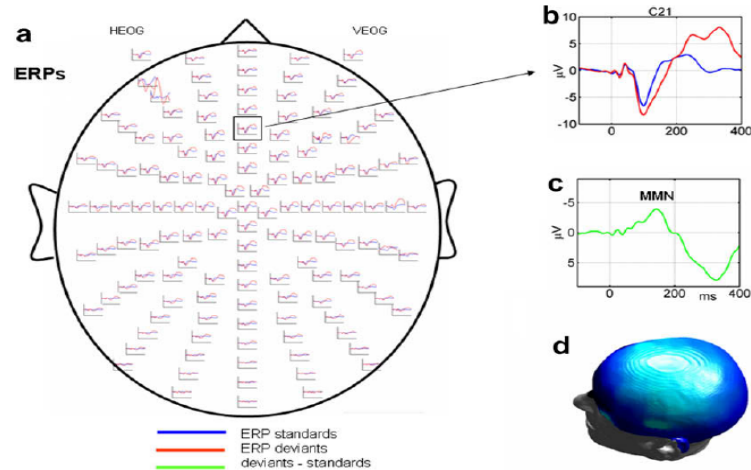 a
HEOG
VEOG
ERPs
b
C21
10
5
0
-5
-10
µV
0
200
400
c
MMN
-5
0
5
µV
0
200
ms
400
d
ERP standards
ERP deviants
deviants - standards